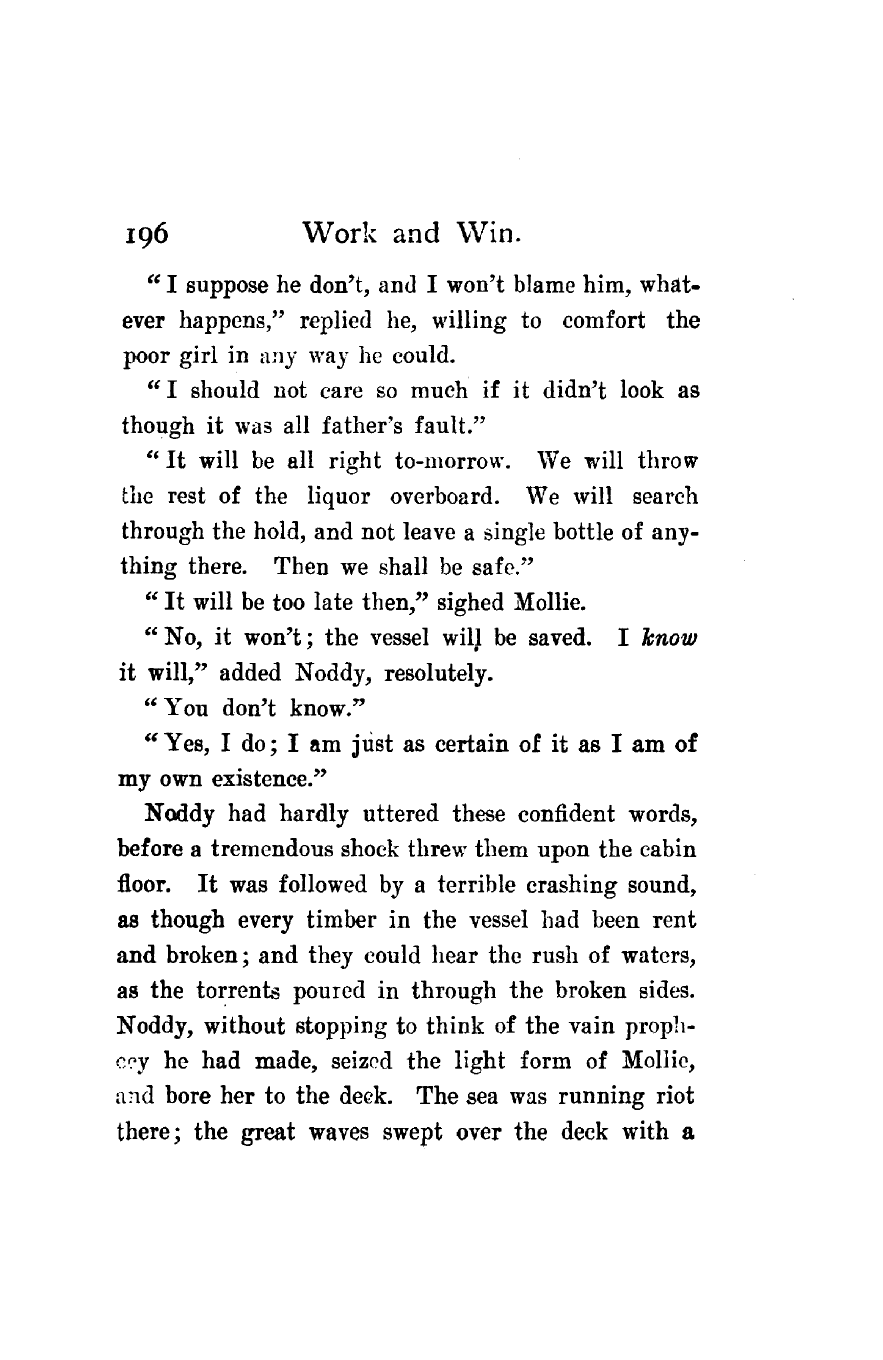 196 Work and Win.
“I suppose he don’t, and I won’t blame him, what-
ever happens,” replied he, willing to comfort the
poor girl in any way he could.
“I should not care so much if it didn’t look as
though it was all father’s fault.”
“It will be all right to-morrow. We will throw
the rest of the liquor overboard. We will search
through the hold, and not leave a single bottle of any-
thing there. Then we shall be safe.”
“It will be too late then,” sighed Mollie.
“No, it won’t; the vessel will be saved. I know
it will,” added Noddy, resolutely.
“You don’t know.”
“Yes, I do; I am just as certain of it as I am of
my own existence.”
Noddy had hardly uttered these confident words,
before a tremendous shock threw them upon the cabin
floor. It was followed by a terrible crashing sound,
as though every timber in the vessel had been rent
and broken; and they could hear the rush of waters,
as the torrents poured in through the broken sides.
Noddy, without stopping to think of the vain proph-
ecy he had made, seized the light form of Mollie,
and bore her to the deck. The sea was running riot
there; the great waves swept over the deck with a